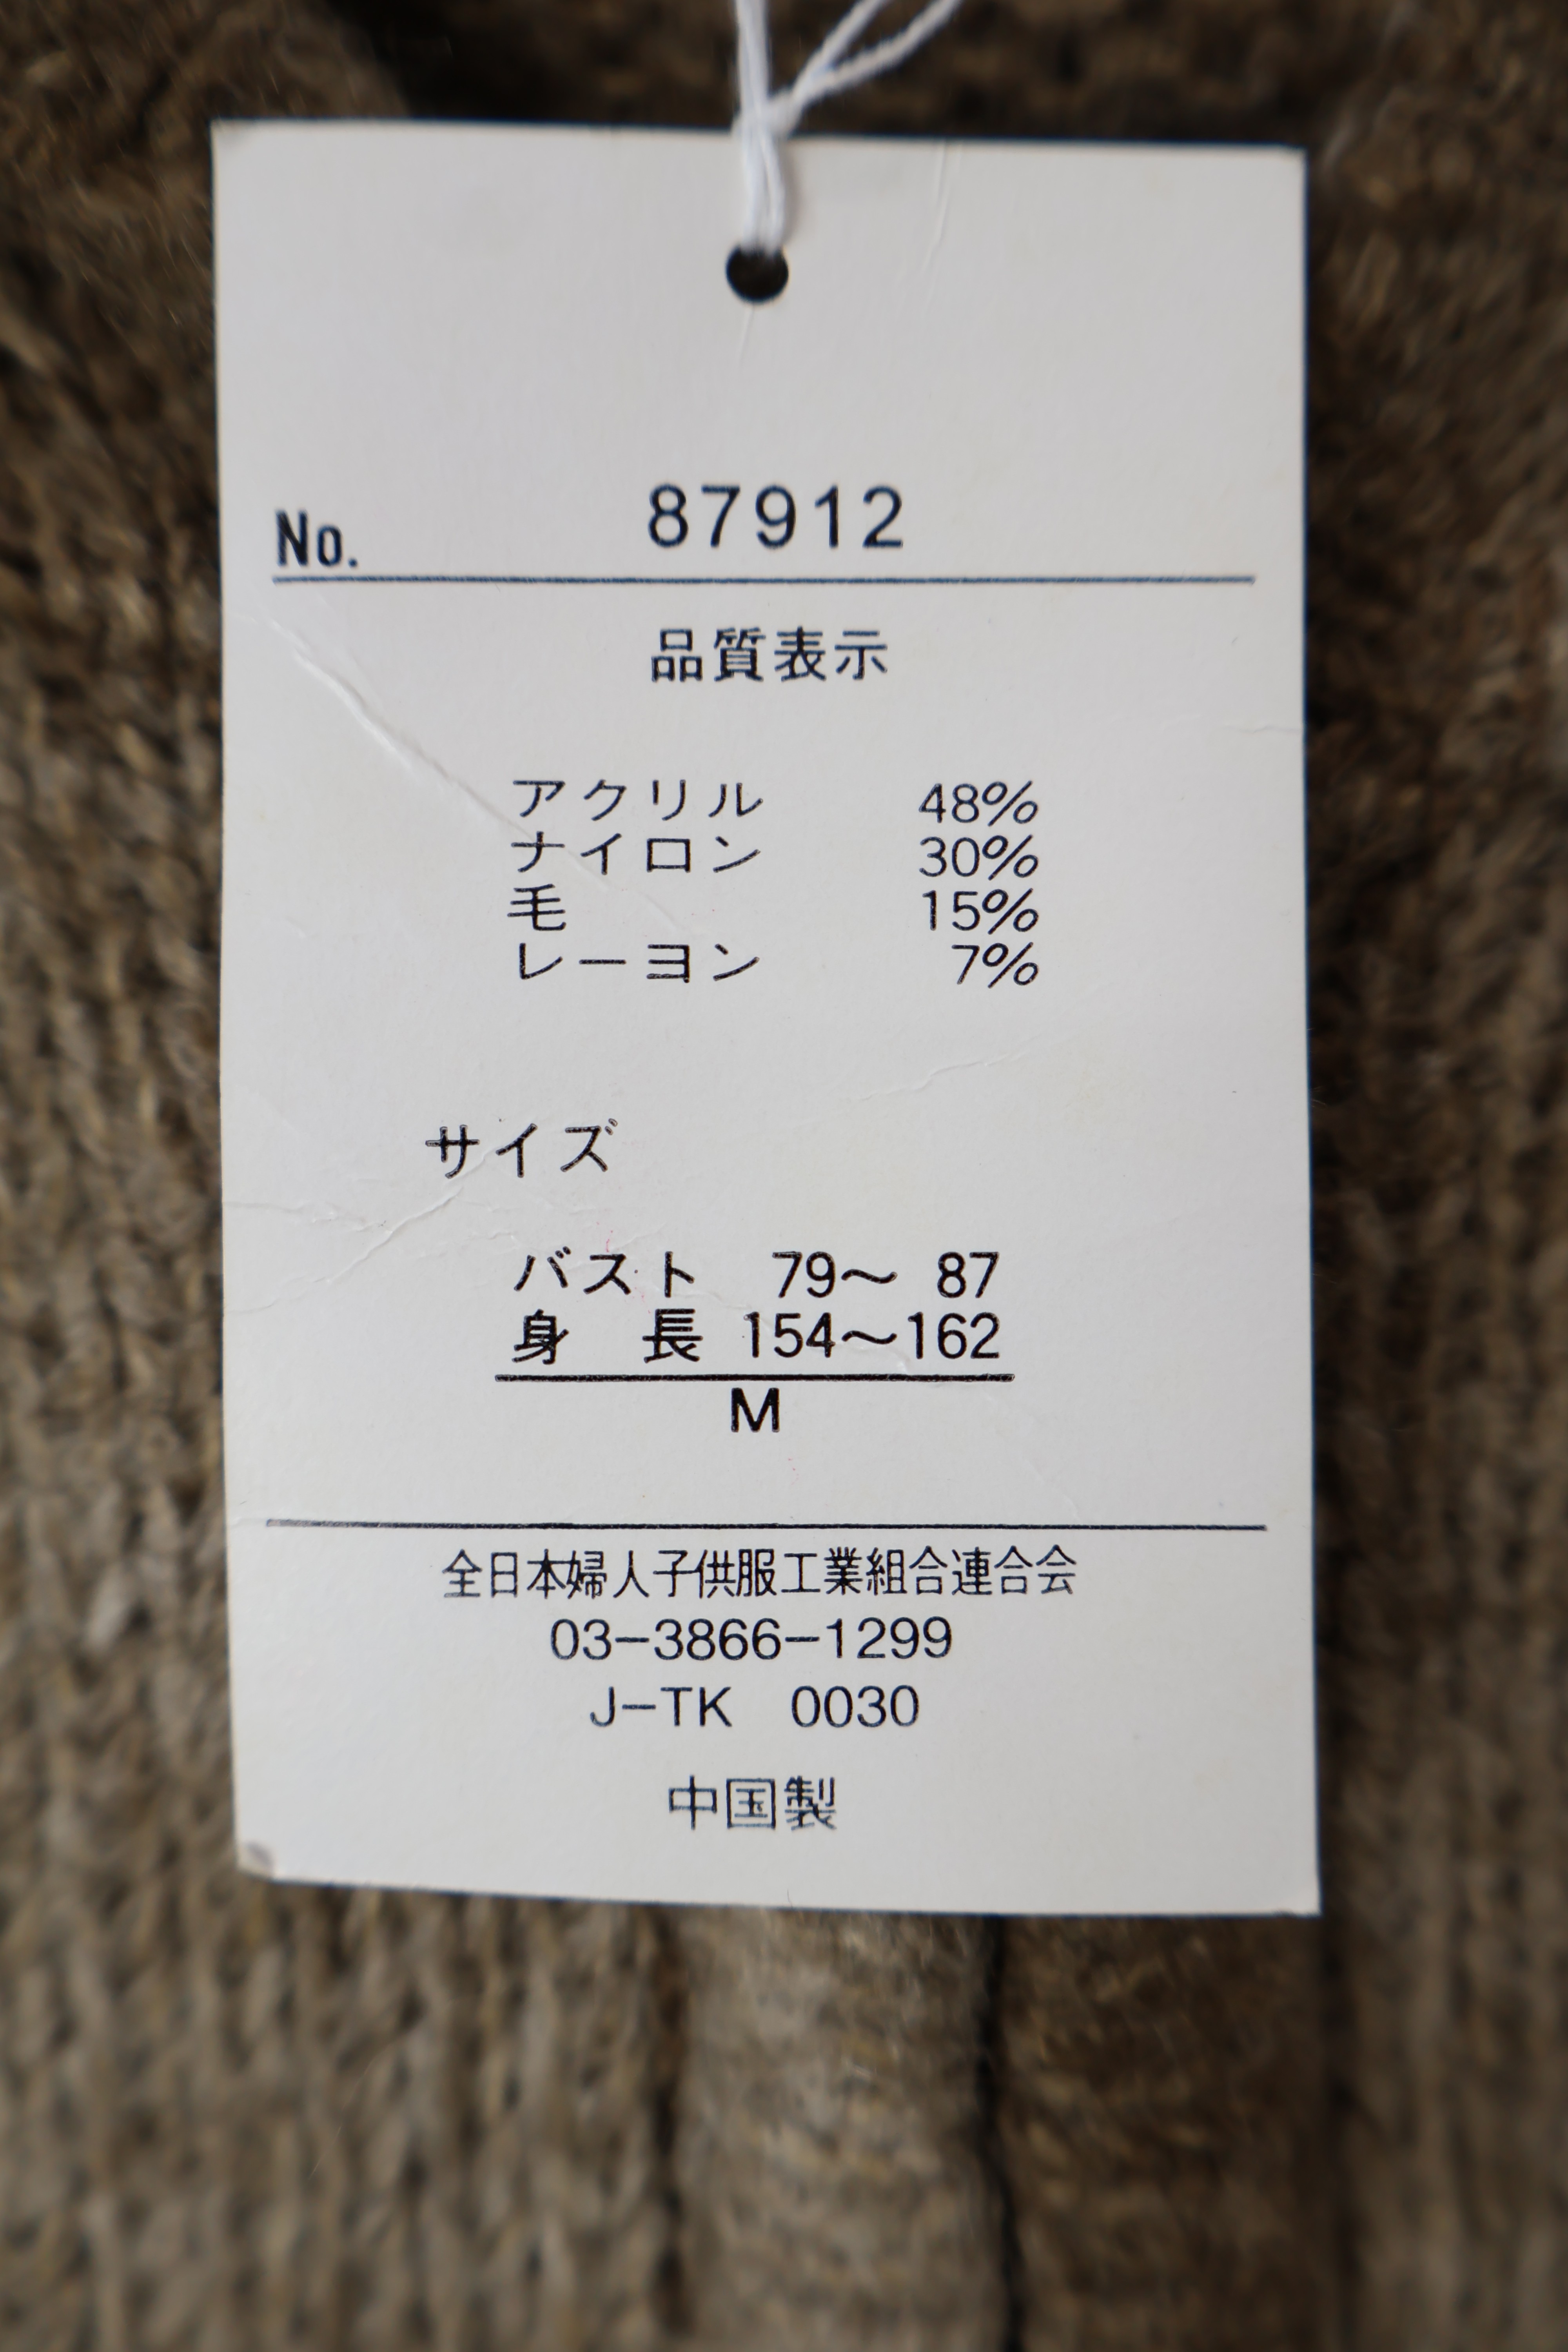 No. 87912
品質表示
アクリル 48%
ナイロン 30%
毛 15%
レーヨン 7%
サイズ
バスト 79〜 87
身 長 154〜162
M
全日本婦人子供服工業組合連合会
03-3866-1299
J-TK 0030
中国製